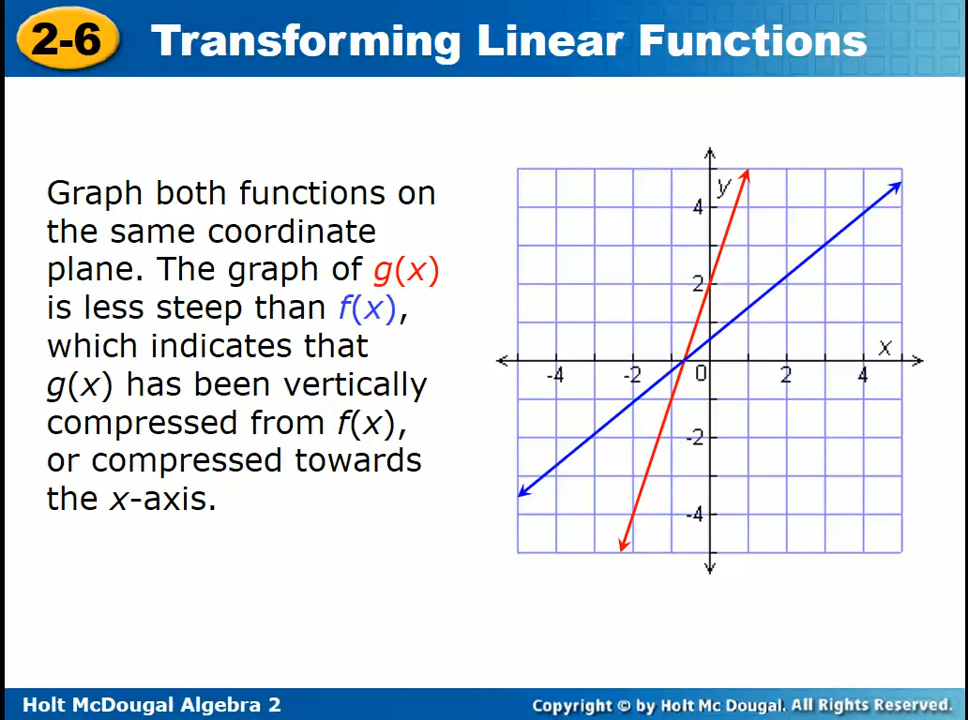 2-6 Transforming Linear Functions
Graph both functions on
the same coordinate
plane. The graph of g(x)
is less steep than f(x),
which indicates that
g(x) has been vertically
compressed from f(x),
or compressed towards
the x-axis.
y
4
2
x
-4 -2 0 2 4
-2
-4
Holt McDougal Algebra 2
Copyright © by Holt Mc Dougal. All Rights Reserved.